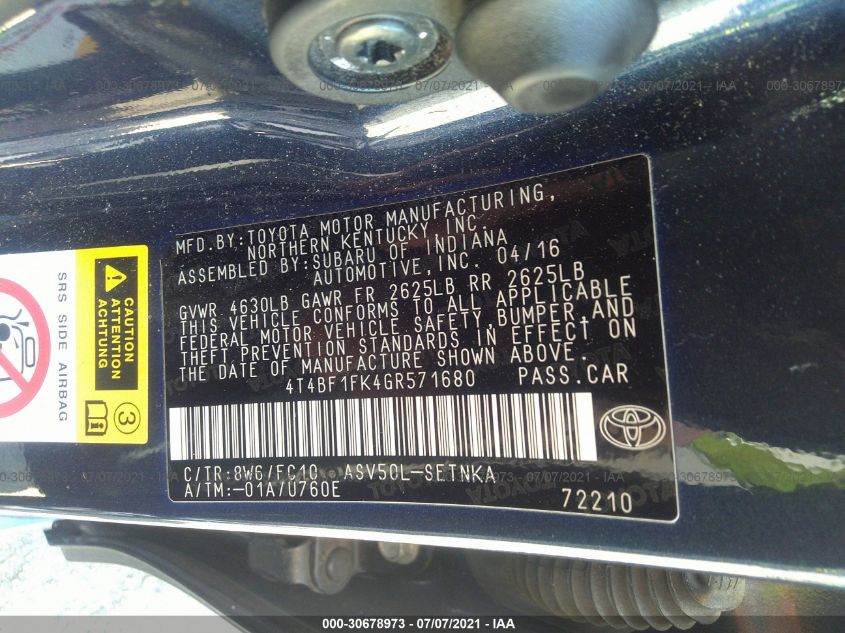 MFD.BY:TOYOTA MOTOR MANUFACTURING,
NORTHERN KENTUCKY INC.
ASSEMBLED BY:SUBARU OF INDIANA
AUTOMOTIVE,INC. 04/16
GVWR 4630LB GAWR FR 2625LB RR 2625LB
THIS VEHICLE CONFORMS TO ALL APPLICABLE
FEDERAL MOTOR VEHICLE SAFETY,BUMPER,AND
THEFT PREVENTION STANDARDS IN EFFECT ON
THE DATE OF MANUFACTURE SHOWN ABOVE.
4T4BF1FK4GR571680 PASS.CAR
C/TR:8W6/FC10 ASV50L-SETNKA
A/TM:-01A/U760E
72210
SRS SIDE AIRBAG
CAUTION
ATTENTION
ACHTUNG
3
000-30678973 / 07/07/2021 - IAA